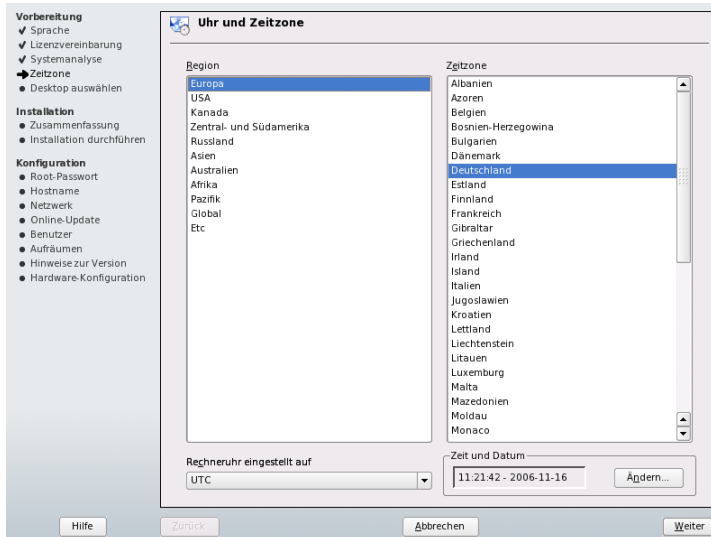 Vorbereitung
Sprache
Lizenzvereinbarung
Systemanalyse
Zeitzone
Desktop auswählen
Installation
Zusammenfassung
Installation durchführen
Konfiguration
Root-Passwort
Hostname
Netzwerk
Online-Update
Benutzer
Aufräumen
Hinweise zur Version
Hardware-Konfiguration
Uhr und Zeitzone
Region
Europa
USA
Kanada
Zentral- und Südamerika
Russland
Asien
Australien
Afrika
Pazifik
Global
Etc
Zeitzone
Albanien
Azoren
Belgien
Bosnien-Herzegowina
Bulgarien
Dänemark
Deutschland
Estland
Finnland
Frankreich
Gibraltar
Griechenland
Irland
Island
Italien
Jugoslawien
Kroatien
Lettland
Liechtenstein
Litauen
Luxemburg
Malta
Mazedonien
Moldau
Monaco
Rechneruhr eingestellt auf
UTC
Zeit und Datum
11:21:42 - 2006-11-16
Ändern...
Hilfe
Zurück
Abbrechen
Weiter